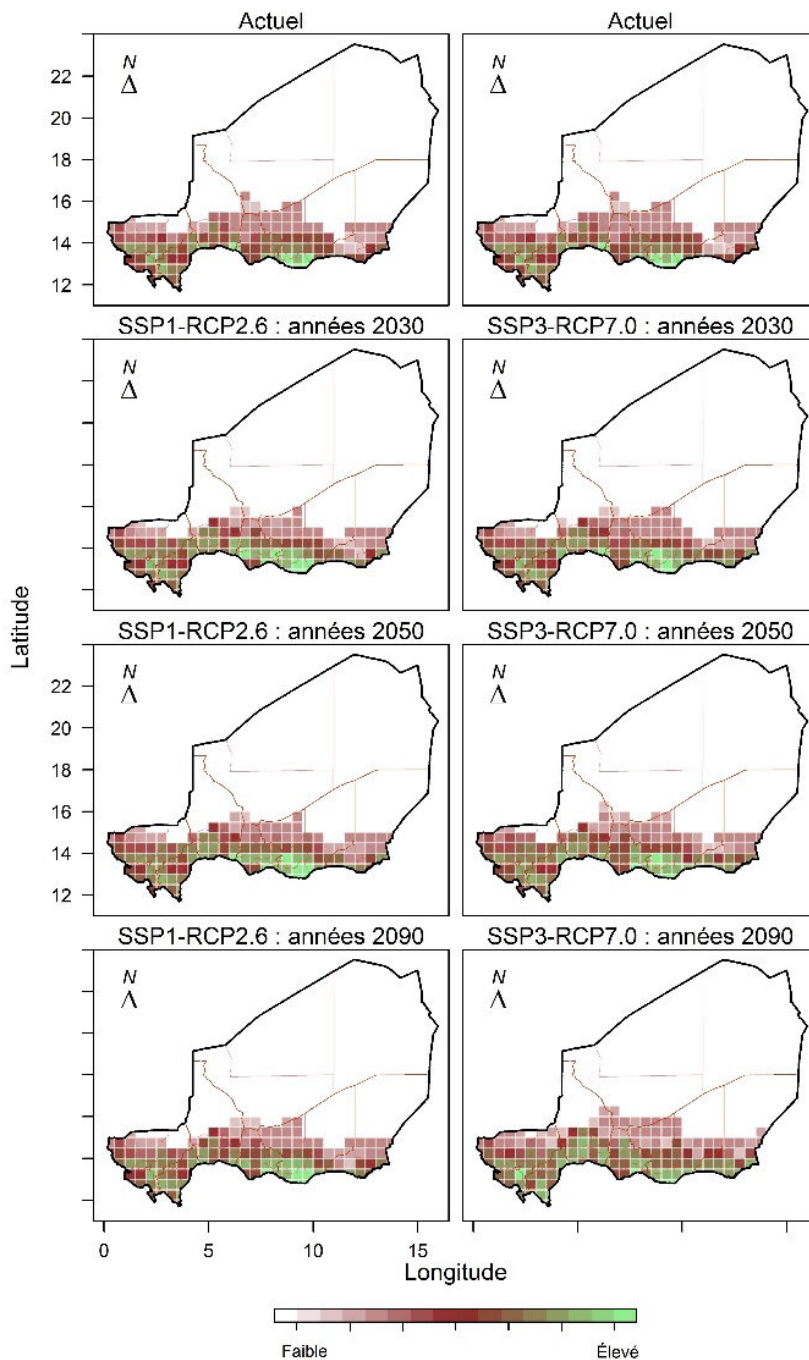 Actuel Actuel
N N
22
20
18
16
14
12
SSP1-RCP2.6 : années 2030 SSP3-RCP7.0 : années 2030
N N
SSP1-RCP2.6 : années 2050 SSP3-RCP7.0 : années 2050
N N
Latitude
22
20
18
16
14
12
SSP1-RCP2.6 : années 2090 SSP3-RCP7.0 : années 2090
N N
0 5 10 15
Longitude
Faible Élevé